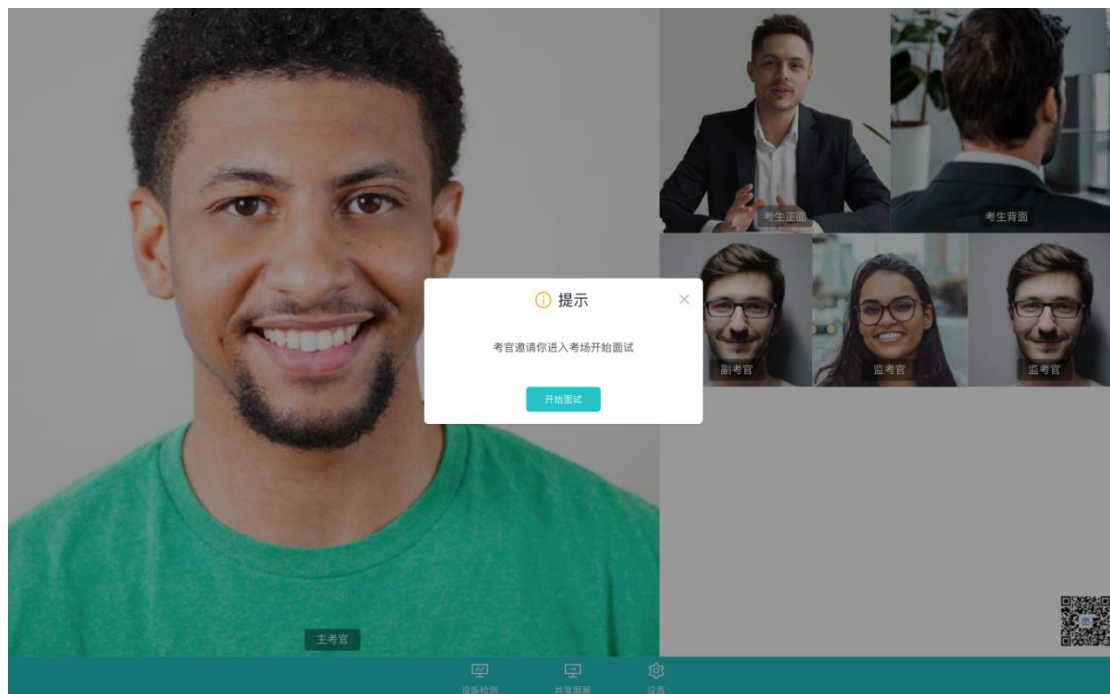 考生正面
考生背面
提示
考官邀请你进入考场开始面试
开始面试
副考官
监考官
监考官
主考官
设备检测
共享屏幕
设置